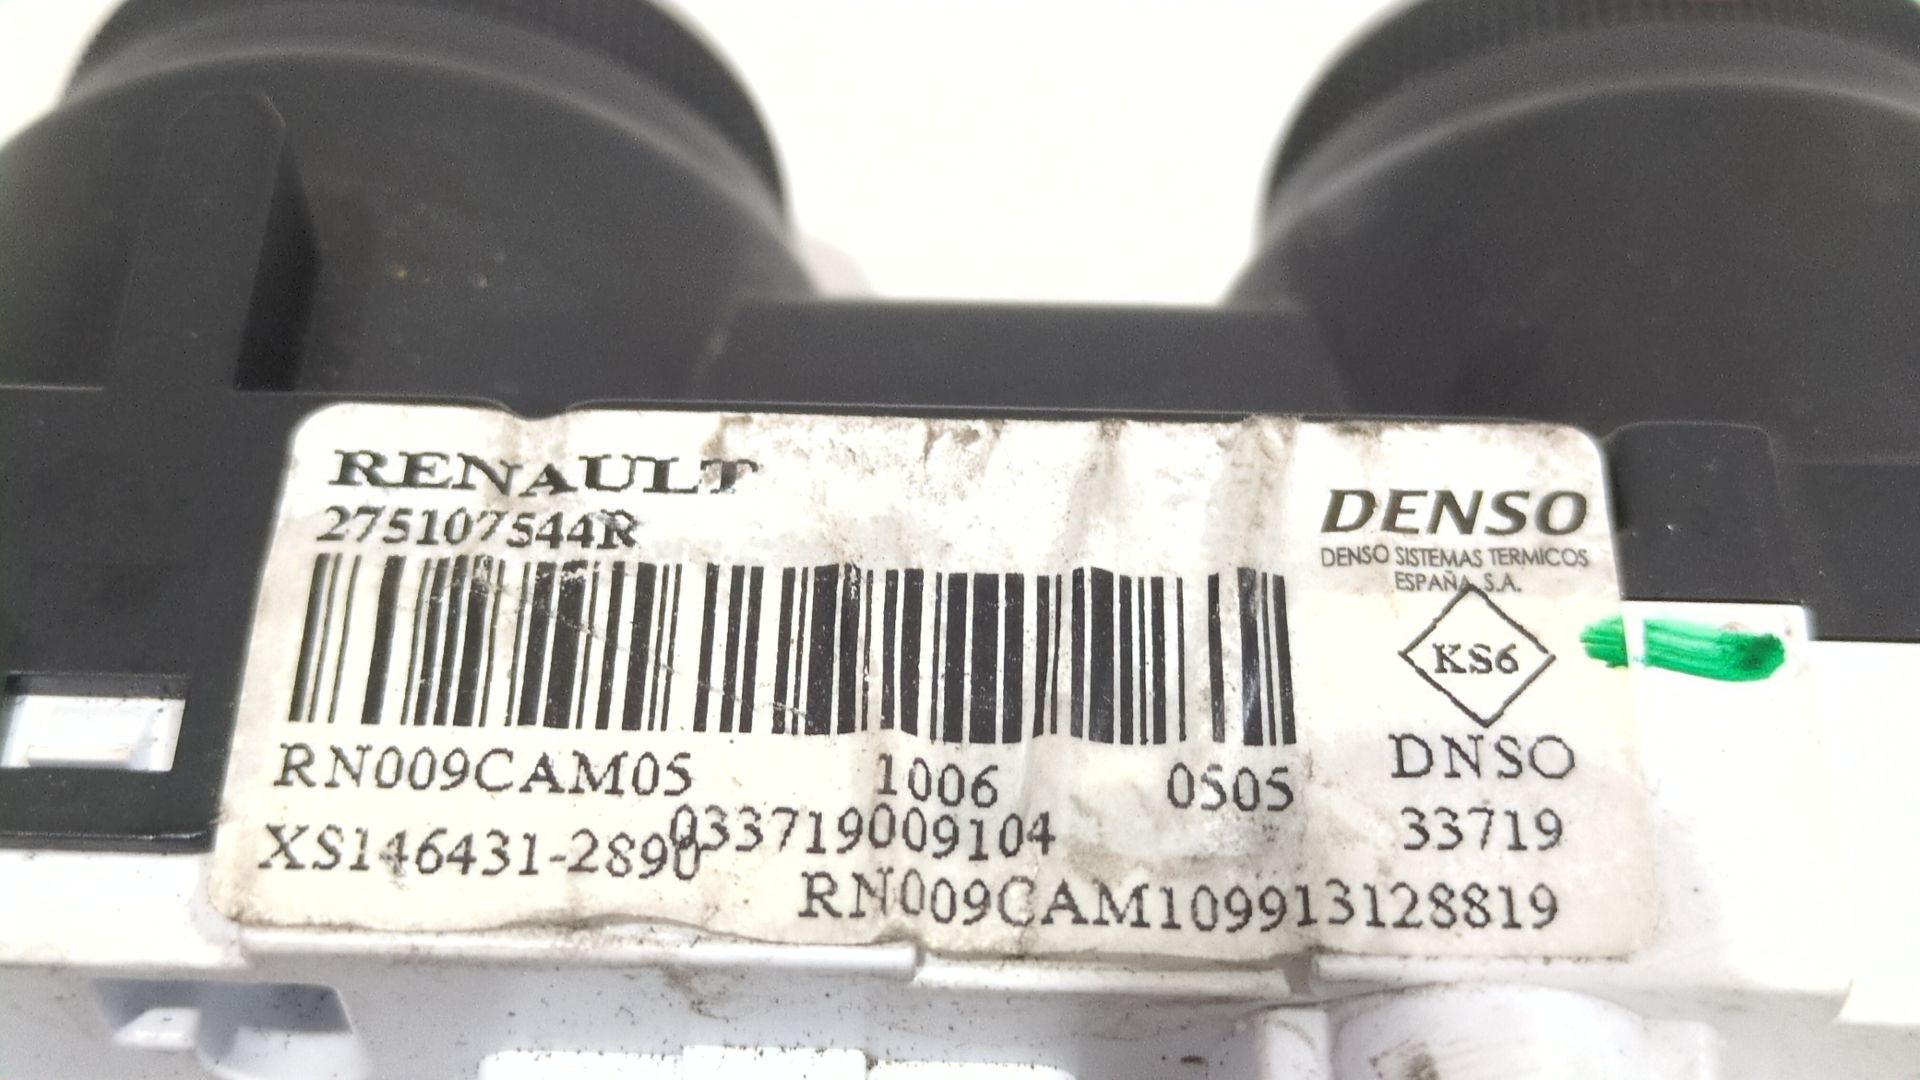 RENAULT
275107544R
DENSO
DENSO SISTEMAS TERMICOS
ESPAÑA, S.A.
KS6
DNSO
33719
RN009CAM05 1006 0505
033719009104
XS146431-2890
RN009CAM109913128819